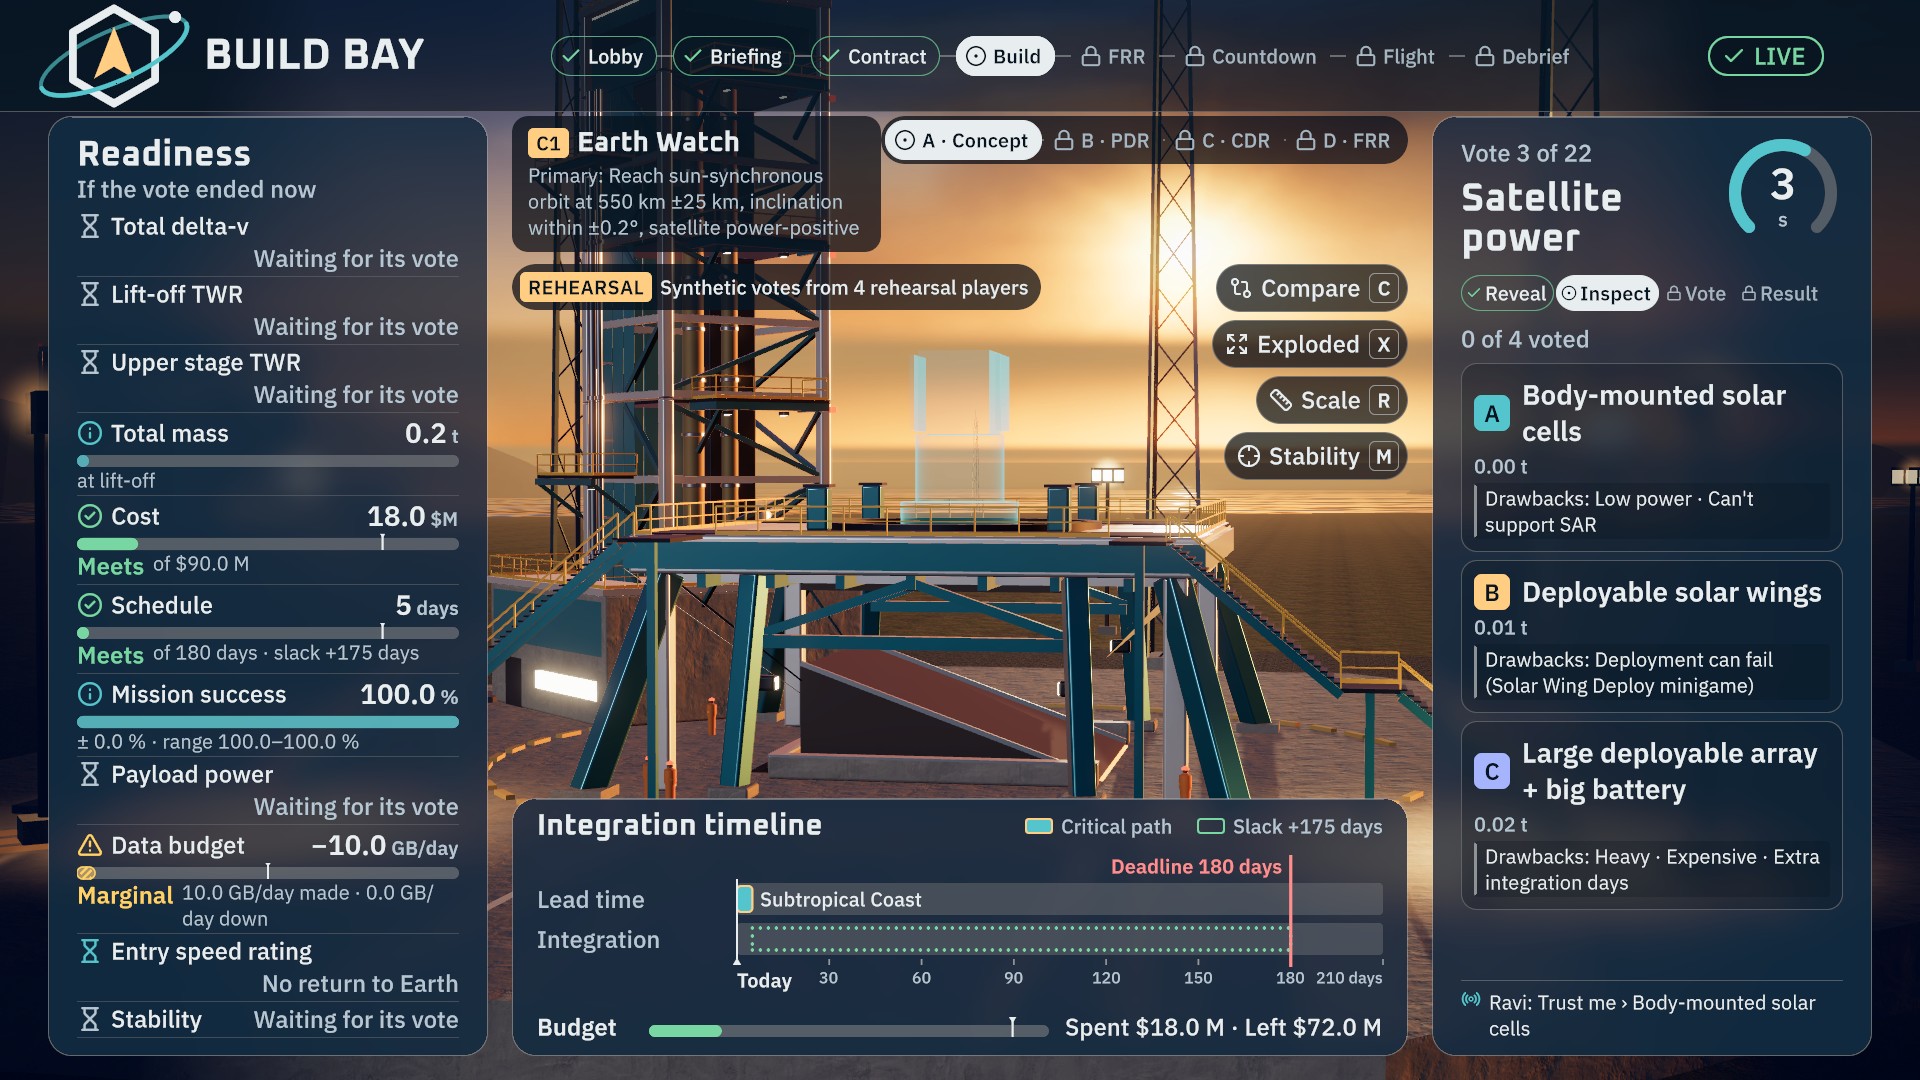 BUILD BAY
Lobby
Briefing
Contract
Build
FRR
Countdown
Flight
Debrief
LIVE
Readiness
If the vote ended now
Total delta-v
Waiting for its vote
Lift-off TWR
Waiting for its vote
Upper stage TWR
Waiting for its vote
Total mass 0.2 t
at lift-off
Cost 18.0 $M
Meets of $90.0 M
Schedule 5 days
Meets of 180 days · slack +175 days
Mission success 100.0 %
± 0.0 % · range 100.0–100.0 %
Payload power
Waiting for its vote
Data budget −10.0 GB/day
Marginal 10.0 GB/day made · 0.0 GB/
day down
Entry speed rating
No return to Earth
Stability Waiting for its vote
C1 Earth Watch
Primary: Reach sun-synchronous
orbit at 550 km ±25 km, inclination
within ±0.2°, satellite power-positive
A · Concept
B · PDR
C · CDR
D · FRR
REHEARSAL Synthetic votes from 4 rehearsal players
Compare C
Exploded X
Scale R
Stability M
Integration timeline
Critical path
Slack +175 days
Deadline 180 days
Lead time
Subtropical Coast
Integration
Today 30 60 90 120 150 180 210 days
Budget
Spent $18.0 M · Left $72.0 M
Vote 3 of 22
Satellite
power
3
s
Reveal
Inspect
Vote
Result
0 of 4 voted
A Body-mounted solar
cells
0.00 t
Drawbacks: Low power · Can't
support SAR
B Deployable solar wings
0.01 t
Drawbacks: Deployment can fail
(Solar Wing Deploy minigame)
C Large deployable array
+ big battery
0.02 t
Drawbacks: Heavy · Expensive · Extra
integration days
Ravi: Trust me › Body-mounted solar
cells